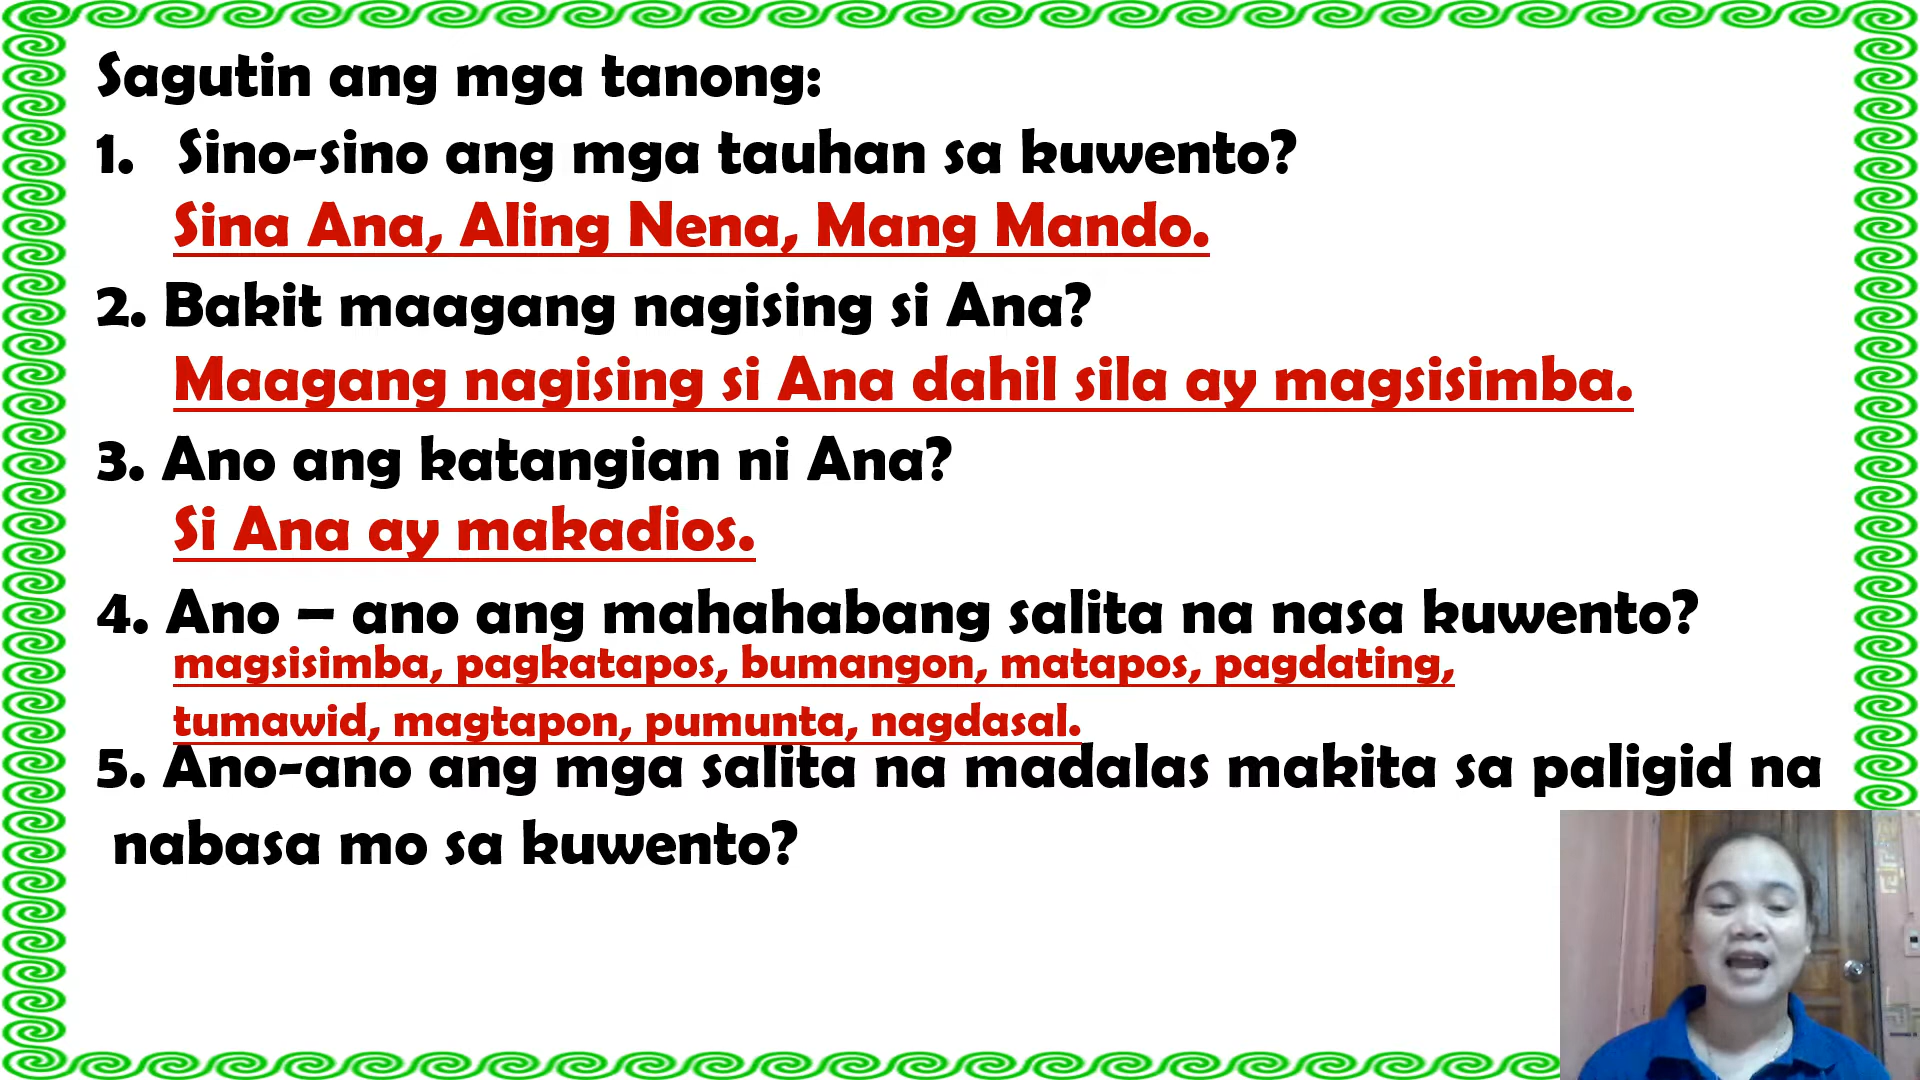 Sagutin ang mga tanong:
1. Sino-sino ang mga tauhan sa kuwento?
Sina Ana, Aling Nena, Mang Mando.
2. Bakit maagang nagising si Ana?
Maagang nagising si Ana dahil sila ay magsisimba.
3. Ano ang katangian ni Ana?
Si Ana ay makadios.
4. Ano – ano ang mahahabang salita na nasa kuwento?
magsisimba, pagkatapos, bumangon, matapos, pagdating,
tumawid, magtapon, pumunta, nagdasal.
5. Ano-ano ang mga salita na madalas makita sa paligid na
nabasa mo sa kuwento?